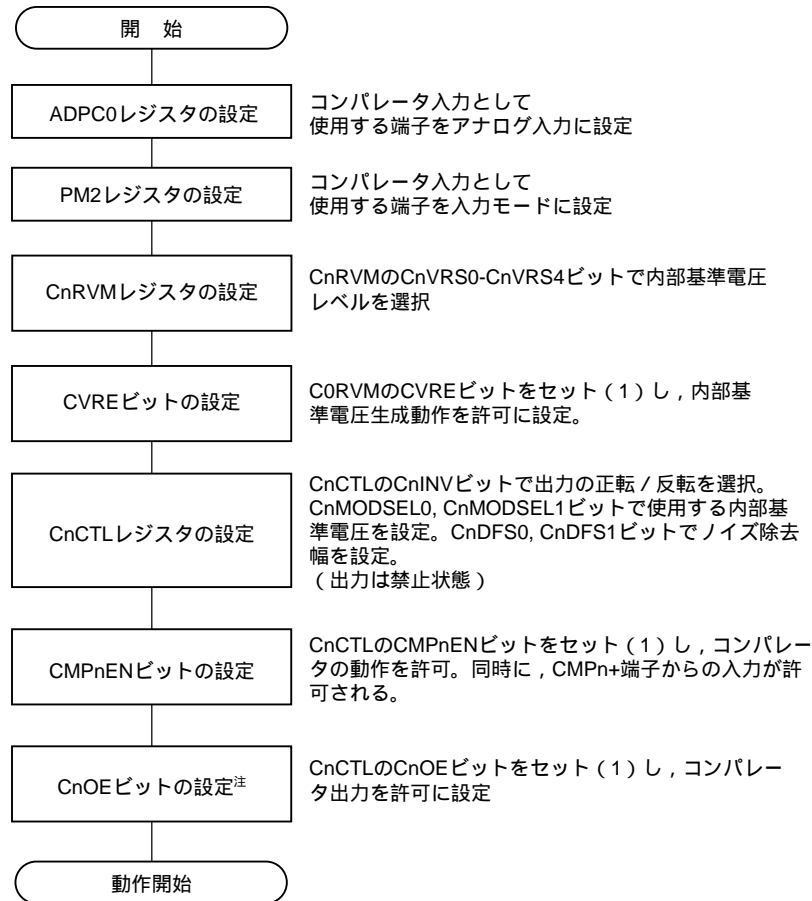 開　始
ADPC0レジスタの設定
コンパレータ入力として
使用する端子をアナログ入力に設定
PM2レジスタの設定
コンパレータ入力として
使用する端子を入力モードに設定
CnRVMレジスタの設定
CnRVMのCnVRS0-CnVRS4ビットで内部基準電圧
レベルを選択
CVREビットの設定
C0RVMのCVREビットをセット（1）し，内部基
準電圧生成動作を許可に設定。
CnCTLレジスタの設定
CnCTLのCnINVビットで出力の正転／反転を選択。
CnMODSEL0, CnMODSEL1ビットで使用する内部基
準電圧を設定。CnDFS0, CnDFS1ビットでノイズ除去
幅を設定。
（出力は禁止状態）
CMPnENビットの設定
CnCTLのCMPnENビットをセット（1）し，コンパレー
タの動作を許可。同時に，CMPn+端子からの入力が許
可される。
CnOEビットの設定注
CnCTLのCnOEビットをセット（1）し，コンパレー
タ出力を許可に設定
動作開始